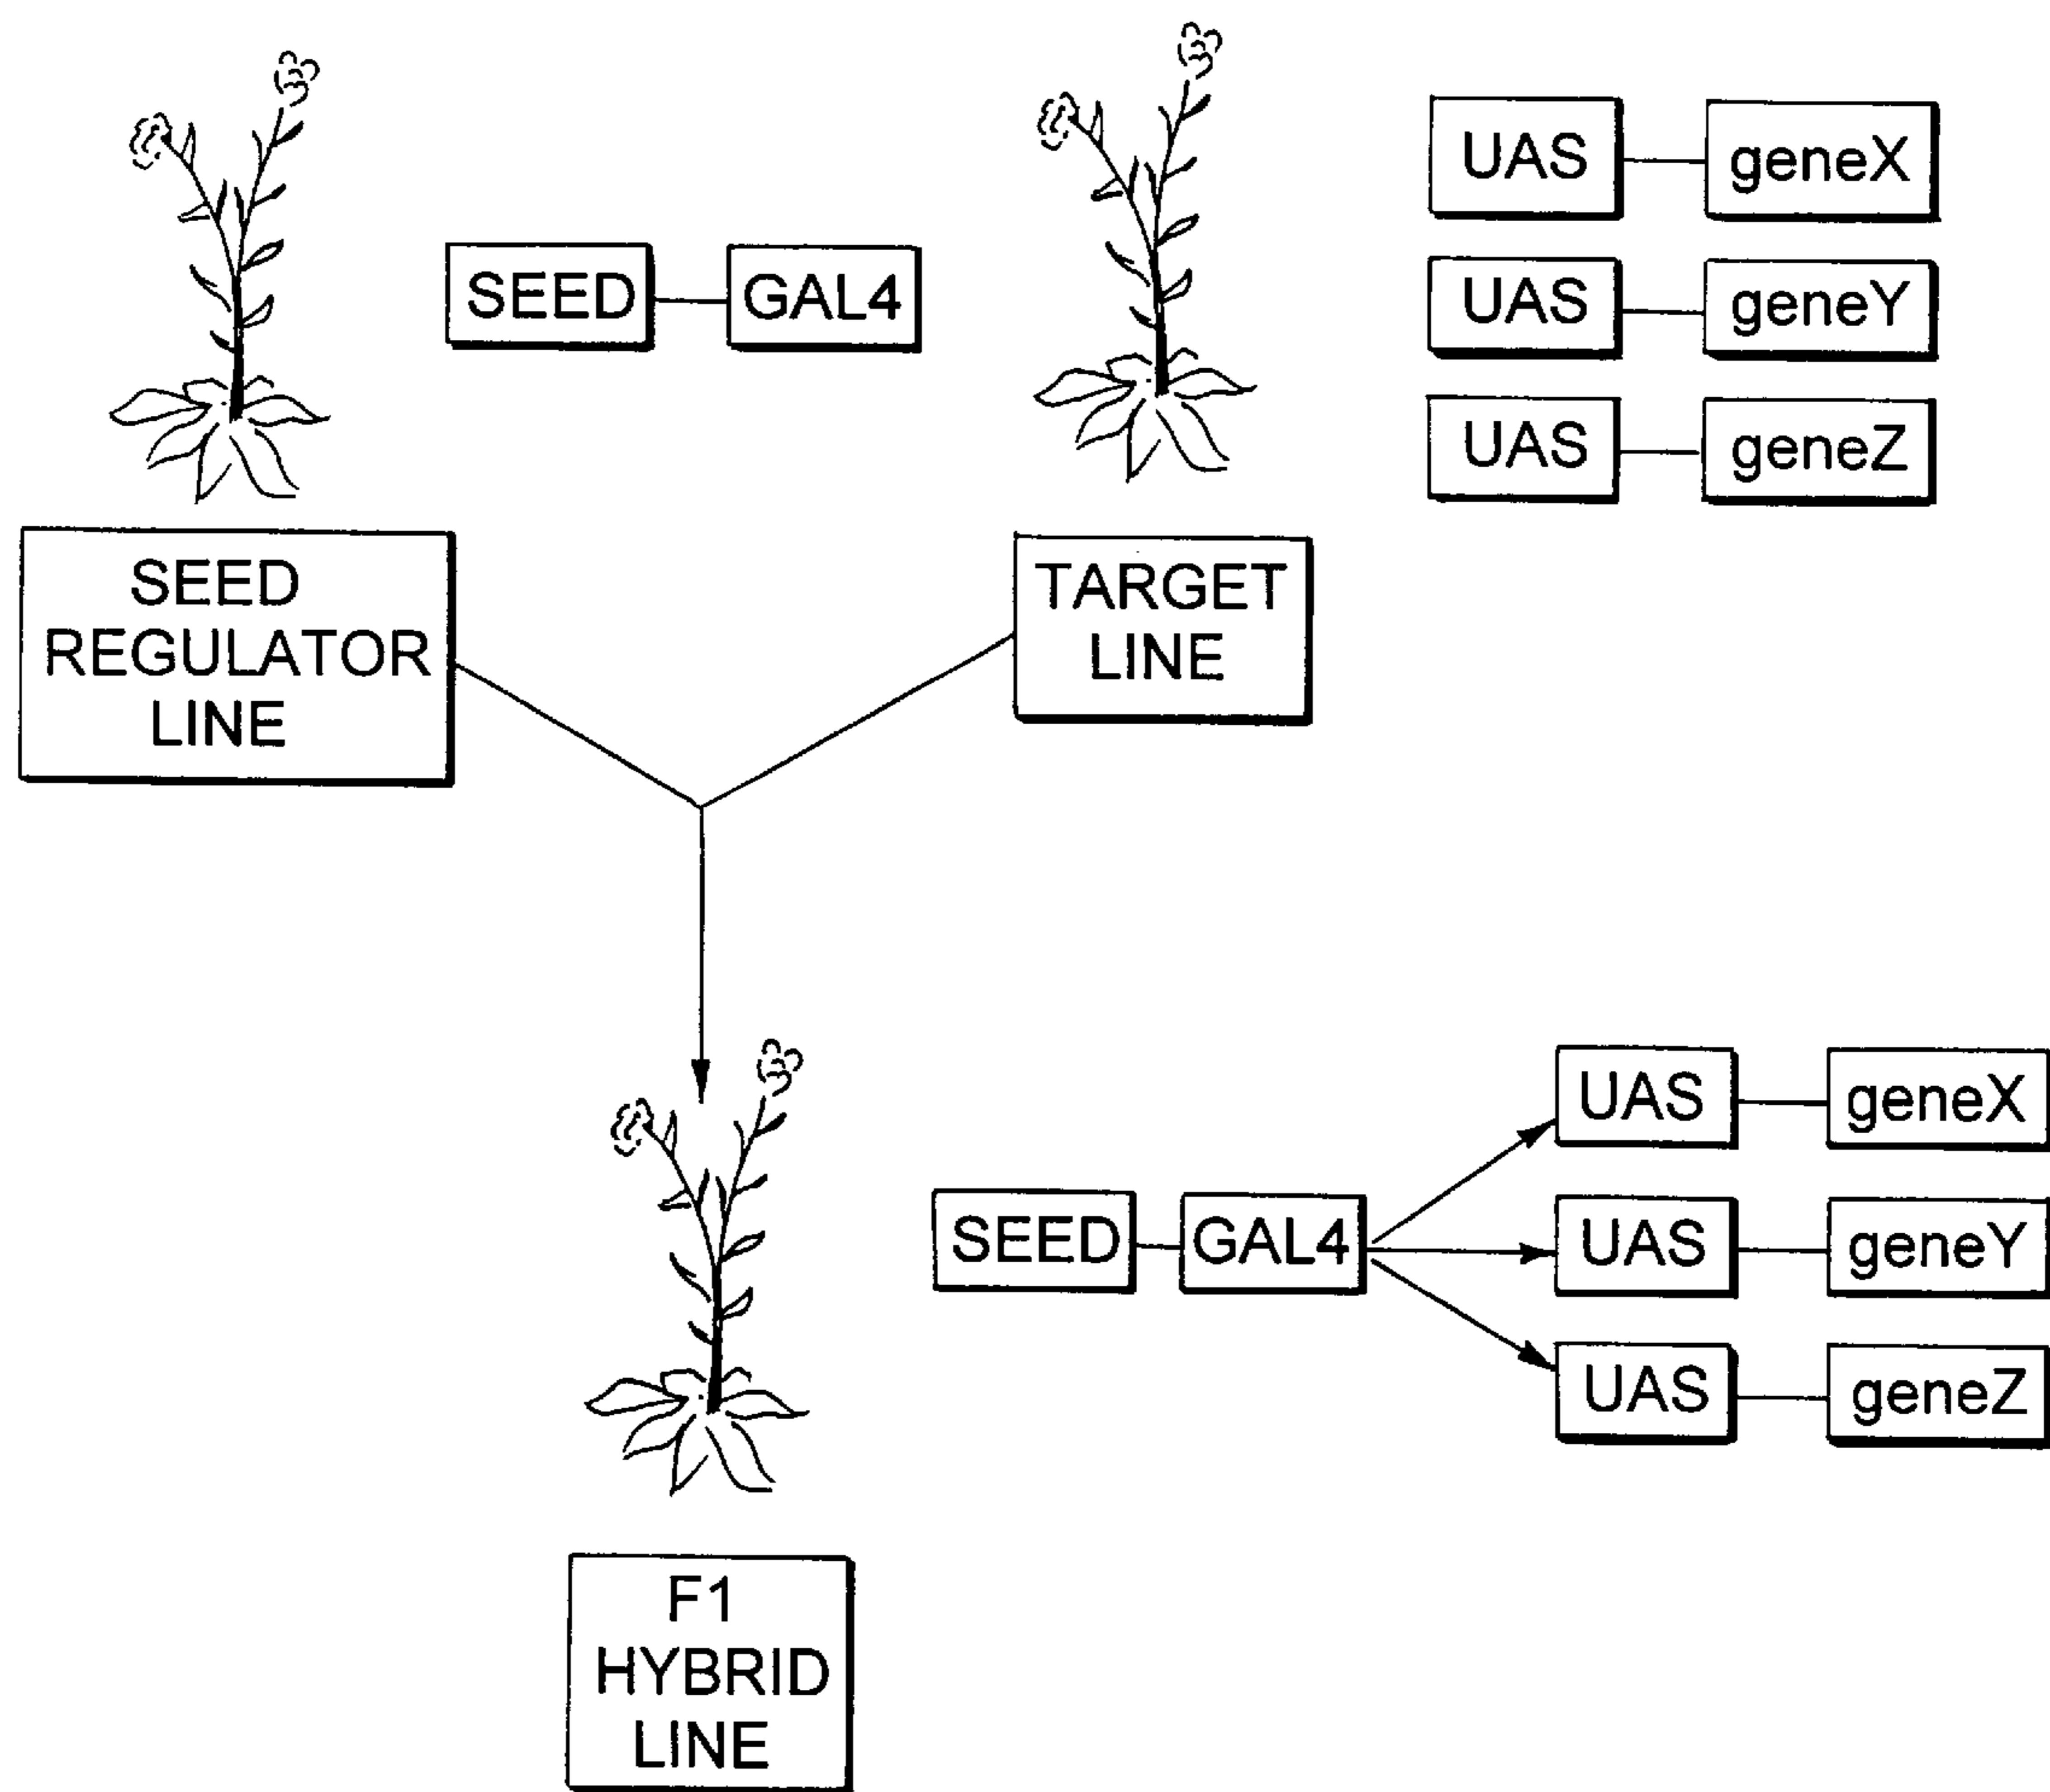 UAS geneX
SEED GAL4
UAS geneY
UAS geneZ
SEED
REGULATOR
LINE
TARGET
LINE
UAS geneX
SEED GAL4
UAS geneY
UAS geneZ
F1
HYBRID
LINE